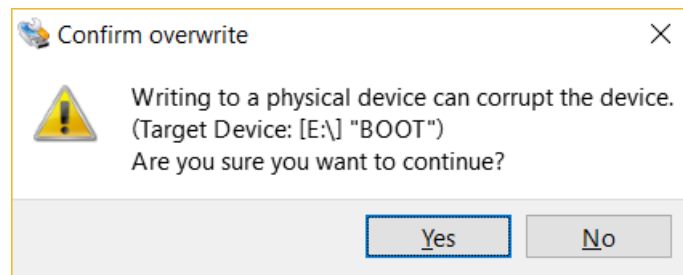 Confirm overwrite
Writing to a physical device can corrupt the device.
(Target Device: [E:\] "BOOT")
Are you sure you want to continue?
Yes
No